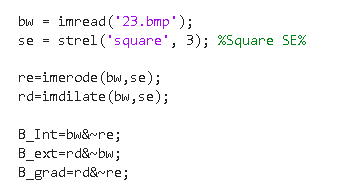 bw = imread('23.bmp');
se = strel('square', 3); %Square SE%
re=imerode(bw,se);
rd=imdilate(bw,se);
B_Int=bw&~re;
B_ext=rd&~bw;
B_grad=rd&~re;